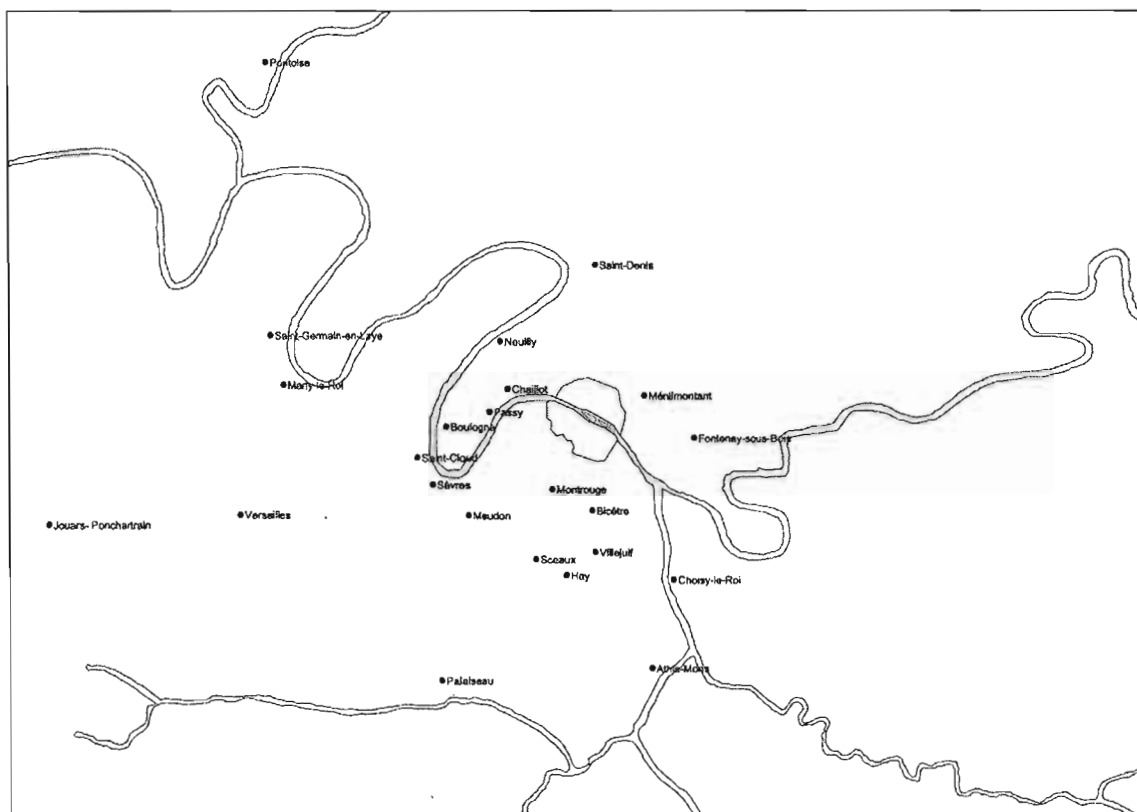 Pontoise
Saint-Denis
Saint-Germain-en-Laye
Neuilly
Marly-le-Roi
Chaillot
Ménilmontant
Passy
Boulogne
Fontenay-sous-Bois
Saint-Cloud
Sèvres
Montrouge
Bicêtre
Versailles
Meudon
Jouars- Ponchartrain
Villejuif
Sceaux
Hay
Choisy-le-Roi
Athis-Mons
Palaiseau